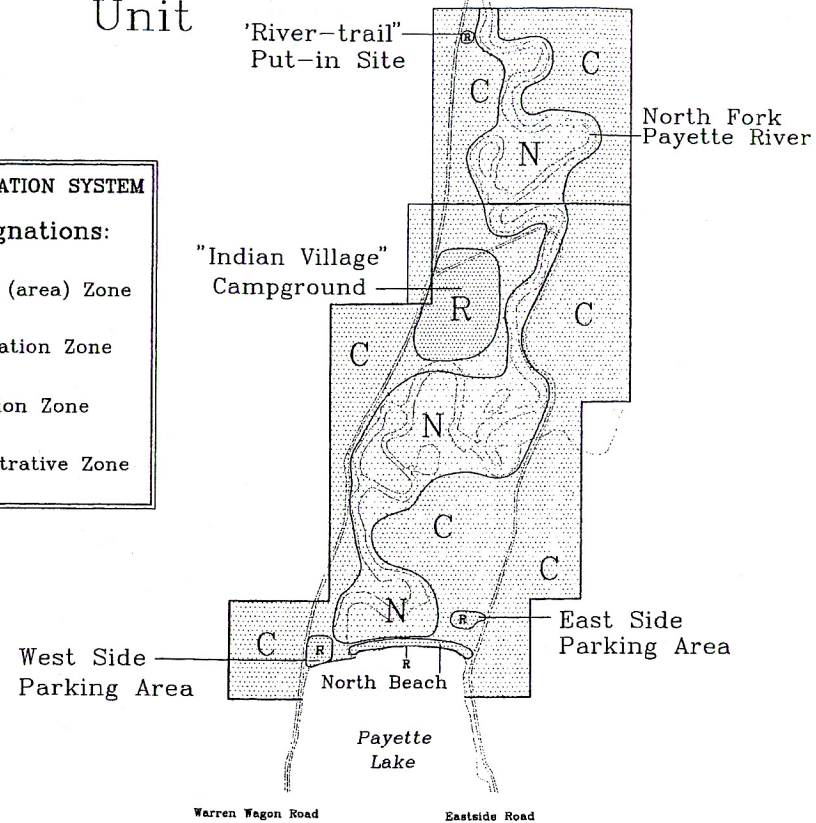 Unit
'River-trail"
Put-in Site
R
C
C
North Fork
Payette River
N
ATION SYSTEM
gnations:
(area) Zone
ation Zone
on Zone
trative Zone
"Indian Village"
Campground
R
C
C
N
C
C
N
R
East Side
Parking Area
C
R
West Side
Parking Area
R
North Beach
Payette
Lake
Warren Wagon Road
Eastside Road